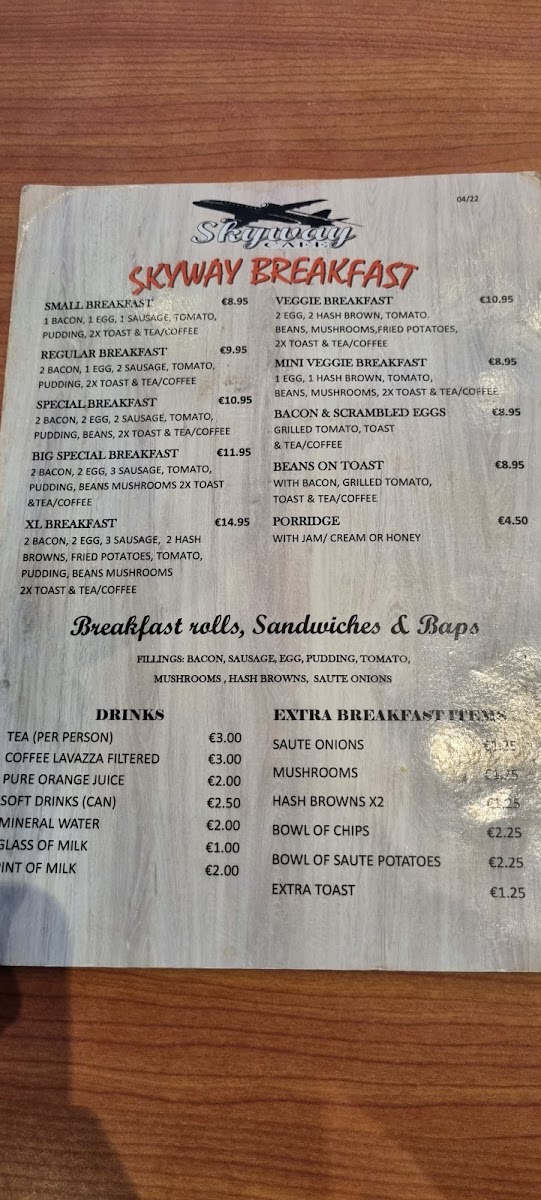 04/22
Skyway
CAFE
SKYWAY BREAKFAST
SMALL BREAKFAST €8.95
1 BACON, 1 EGG, 1 SAUSAGE, TOMATO,
PUDDING, 2X TOAST & TEA/COFFEE
REGULAR BREAKFAST €9.95
2 BACON, 1 EGG, 2 SAUSAGE, TOMATO,
PUDDING, 2X TOAST & TEA/COFFEE
SPECIAL BREAKFAST €10.95
2 BACON, 2 EGG, 2 SAUSAGE, TOMATO,
PUDDING, BEANS, 2X TOAST & TEA/COFFEE
BIG SPECIAL BREAKFAST €11.95
2 BACON, 2 EGG, 3 SAUSAGE, TOMATO,
PUDDING, BEANS MUSHROOMS 2X TOAST
&TEA/COFFEE
XL BREAKFAST €14.95
2 BACON, 2 EGG, 3 SAUSAGE, 2 HASH
BROWNS, FRIED POTATOES, TOMATO,
PUDDING, BEANS MUSHROOMS
2X TOAST & TEA/COFFEE
VEGGIE BREAKFAST €10.95
2 EGG, 2 HASH BROWN, TOMATO,
BEANS, MUSHROOMS,FRIED POTATOES,
2X TOAST & TEA/COFFEE
MINI VEGGIE BREAKFAST €8.95
1 EGG, 1 HASH BROWN, TOMATO,
BEANS, MUSHROOMS, 2X TOAST & TEA/COFFEE
BACON & SCRAMBLED EGGS €8.95
GRILLED TOMATO, TOAST
& TEA/COFFEE
BEANS ON TOAST €8.95
WITH BACON, GRILLED TOMATO,
TOAST & TEA/COFFEE
PORRIDGE €4.50
WITH JAM/ CREAM OR HONEY
Breakfast rolls, Sandwiches & Baps
FILLINGS: BACON, SAUSAGE, EGG, PUDDING, TOMATO,
MUSHROOMS , HASH BROWNS, SAUTE ONIONS
DRINKS
TEA (PER PERSON) €3.00
COFFEE LAVAZZA FILTERED €3.00
PURE ORANGE JUICE €2.00
SOFT DRINKS (CAN) €2.50
MINERAL WATER €2.00
GLASS OF MILK €1.00
PINT OF MILK €2.00
EXTRA BREAKFAST ITEMS
SAUTE ONIONS €1.25
MUSHROOMS €1.25
HASH BROWNS X2 €1.25
BOWL OF CHIPS €2.25
BOWL OF SAUTE POTATOES €2.25
EXTRA TOAST €1.25